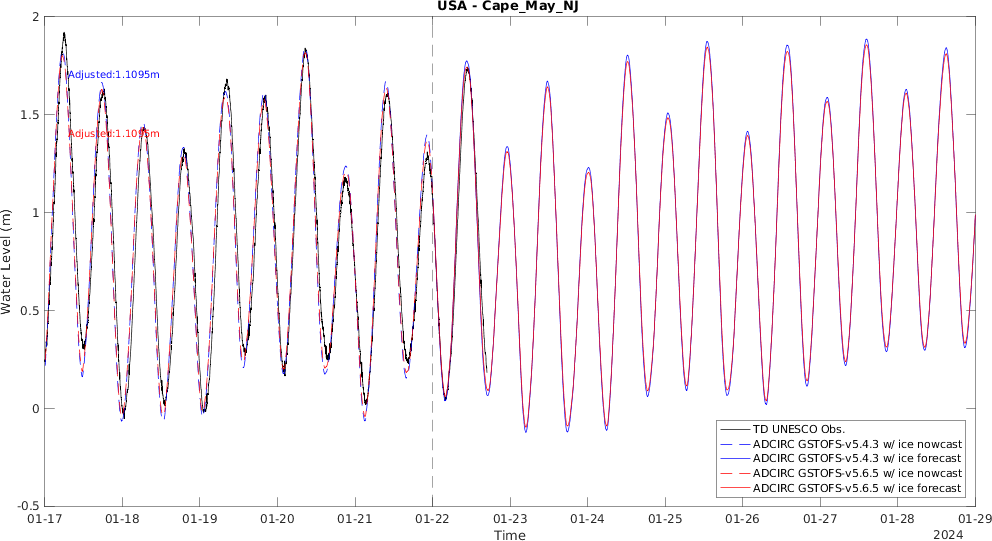 USA - Cape_May_NJ
2
1.5
1
0.5
0
-0.5
Water Level (m)
Adjusted:1.1095m
Adjusted:1.1095m
TD UNESCO Obs.
ADCIRC GSTOFS-v5.4.3 w/ ice nowcast
ADCIRC GSTOFS-v5.4.3 w/ ice forecast
ADCIRC GSTOFS-v5.6.5 w/ ice nowcast
ADCIRC GSTOFS-v5.6.5 w/ ice forecast
01-17 01-18 01-19 01-20 01-21 01-22 01-23 01-24 01-25 01-26 01-27 01-28 01-29
Time
2024